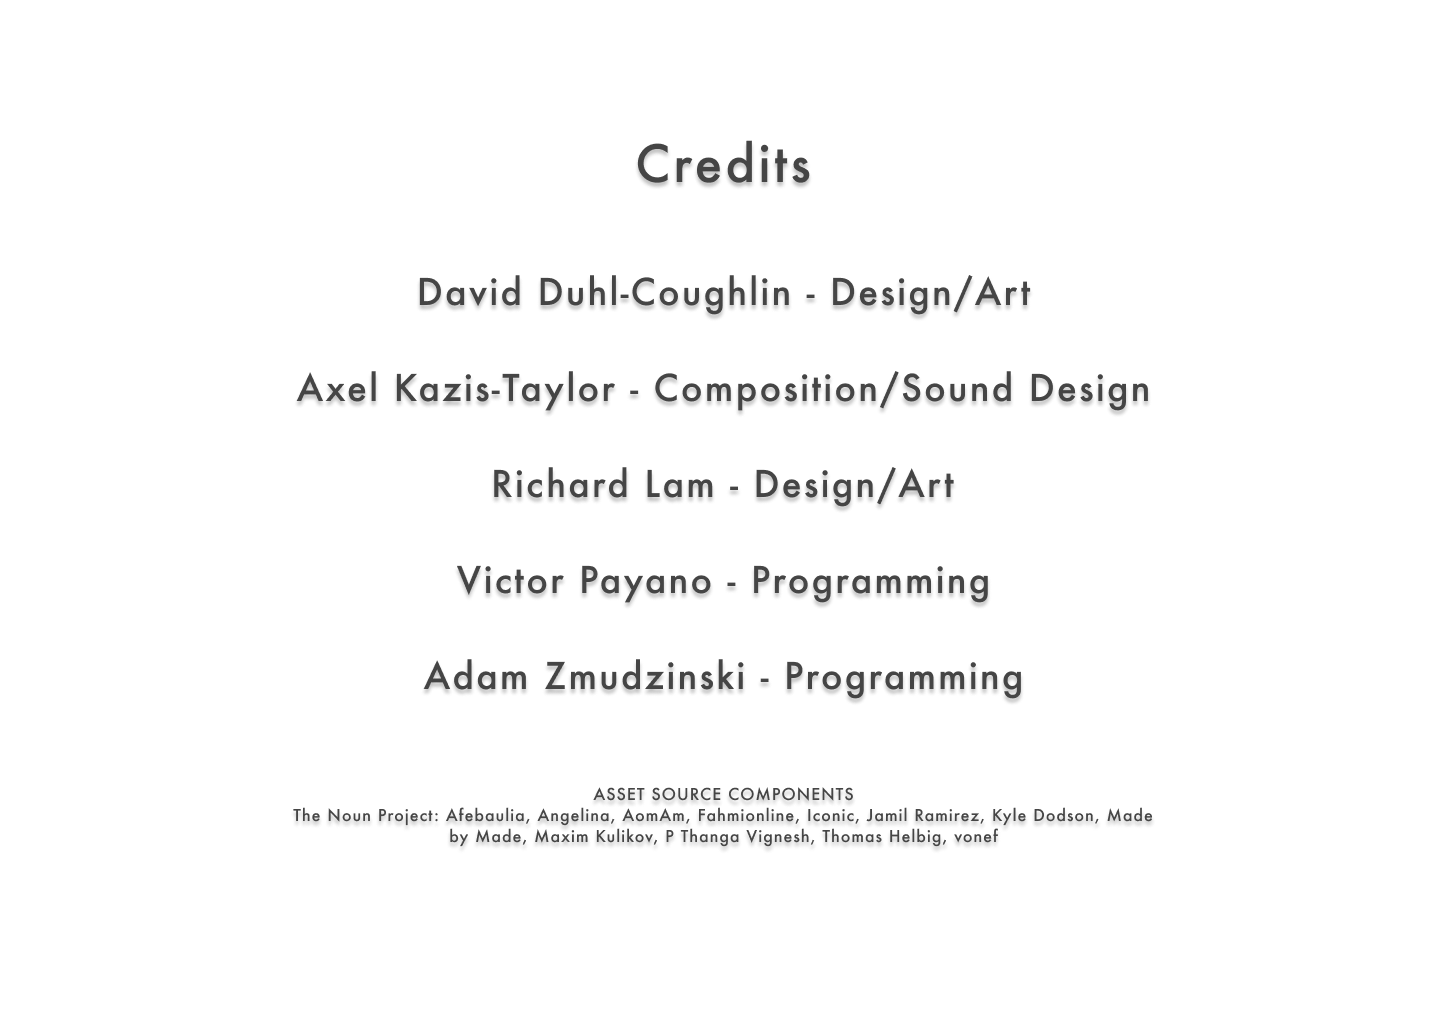 Credits
David Duhl-Coughlin - Design/Art
Axel Kazis-Taylor - Composition/Sound Design
Richard Lam - Design/Art
Victor Payano - Programming
Adam Zmudzinski - Programming
ASSET SOURCE COMPONENTS
The Noun Project: Afebaulia, Angelina, AomAm, Fahmionline, Iconic, Jamil Ramirez, Kyle Dodson, Made
by Made, Maxim Kulikov, P Thanga Vignesh, Thomas Helbig, vonef